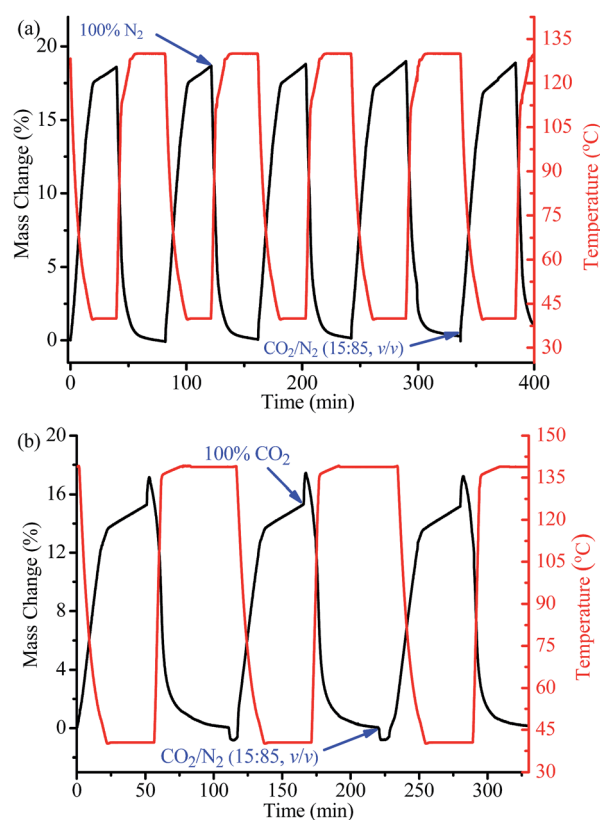 (a)
100% N₂
20
15
10
5
0
Mass Change (%)
135
120
105
90
75
60
45
30
Temperature (°C)
CO₂/N₂ (15:85, v/v)
0 100 200 300 400
Time (min)
(b)
100% CO₂
20
16
12
8
4
0
Mass Change (%)
150
135
120
105
90
75
60
45
30
Temperature (°C)
CO₂/N₂ (15:85, v/v)
0 50 100 150 200 250 300
Time (min)